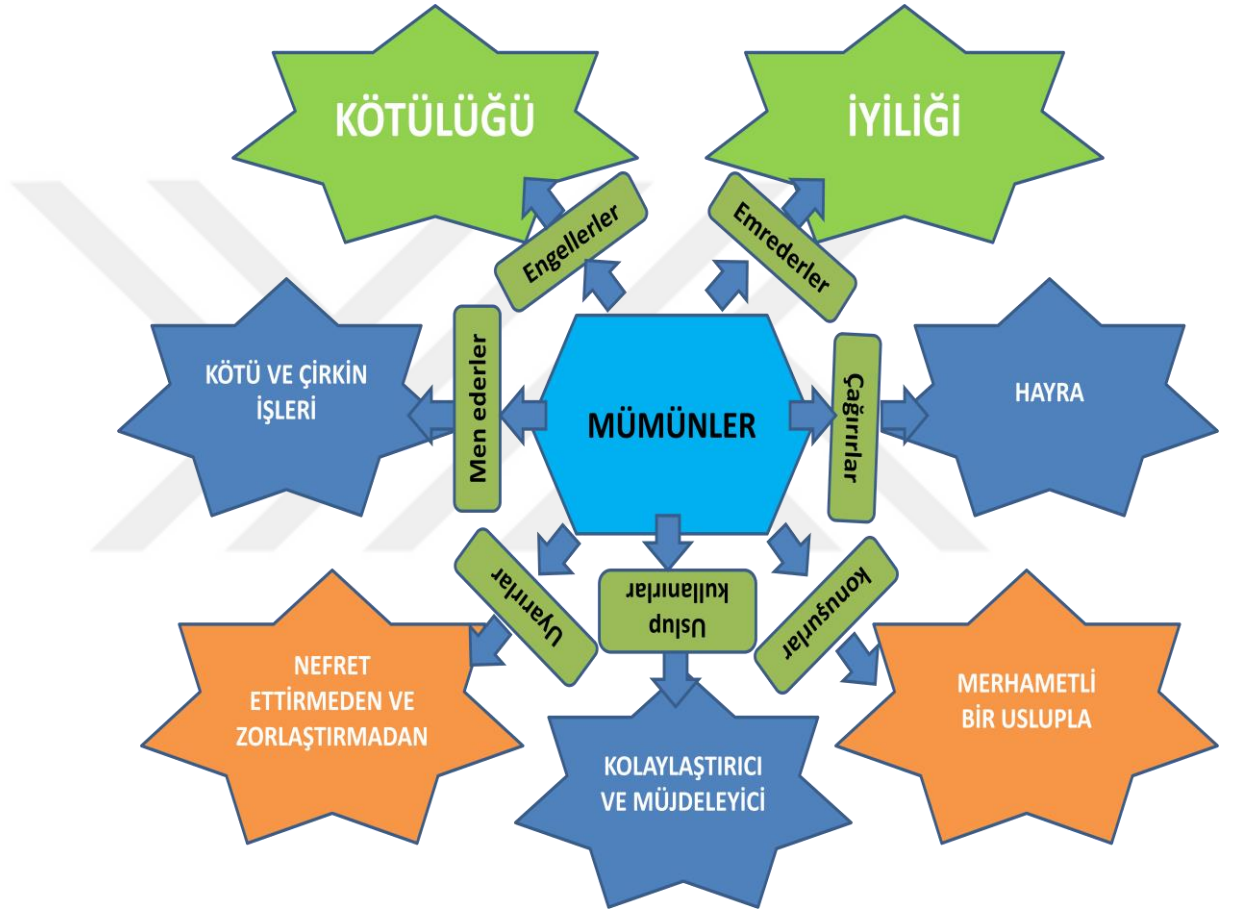 KÖTÜLÜĞÜ
İYİLİĞİ
Engellerler
Emrederler
KÖTÜ VE ÇİRKİN
İŞLERİ
Men ederler
MÜMÜNLER
Çağırırlar
HAYRA
Uyarırlar
Uslup
kullanırlar
konuşurlar
NEFRET
ETTİRMEDEN VE
ZORLAŞTIRMADAN
KOLAYLAŞTIRICI
VE MÜJDELEYİCİ
MERHAMETLİ
BİR USLUPLA